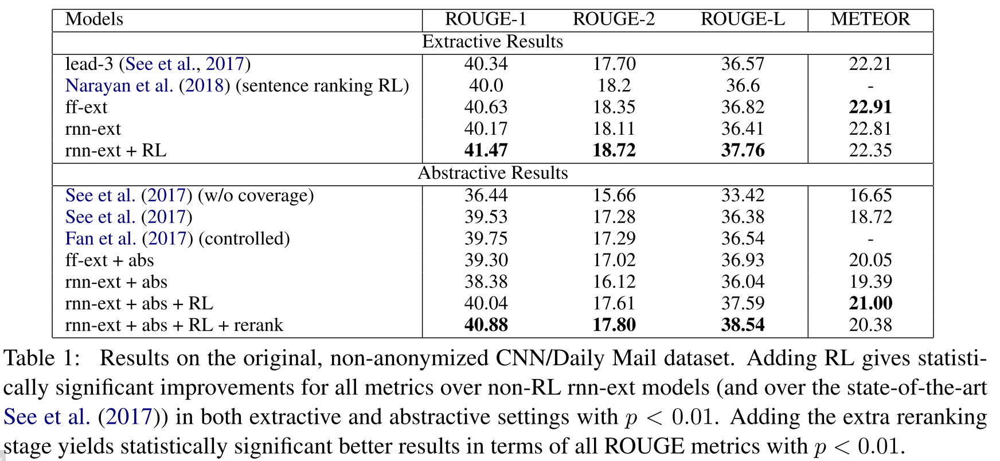 Models ROUGE-1 ROUGE-2 ROUGE-L METEOR
Extractive Results
lead-3 (See et al., 2017) 40.34 17.70 36.57 22.21
Narayan et al. (2018) (sentence ranking RL) 40.0 18.2 36.6 -
ff-ext 40.63 18.35 36.82 22.91
rnn-ext 40.17 18.11 36.41 22.81
rnn-ext + RL 41.47 18.72 37.76 22.35
Abstractive Results
See et al. (2017) (w/o coverage) 36.44 15.66 33.42 16.65
See et al. (2017) 39.53 17.28 36.38 18.72
Fan et al. (2017) (controlled) 39.75 17.29 36.54 -
ff-ext + abs 39.30 17.02 36.93 20.05
rnn-ext + abs 38.38 16.12 36.04 19.39
rnn-ext + abs + RL 40.04 17.61 37.59 21.00
rnn-ext + abs + RL + rerank 40.88 17.80 38.54 20.38
Table 1: Results on the original, non-anonymized CNN/Daily Mail dataset. Adding RL gives statisti-
cally significant improvements for all metrics over non-RL rnn-ext models (and over the state-of-the-art
See et al. (2017)) in both extractive and abstractive settings with p < 0.01. Adding the extra reranking
stage yields statistically significant better results in terms of all ROUGE metrics with p < 0.01.